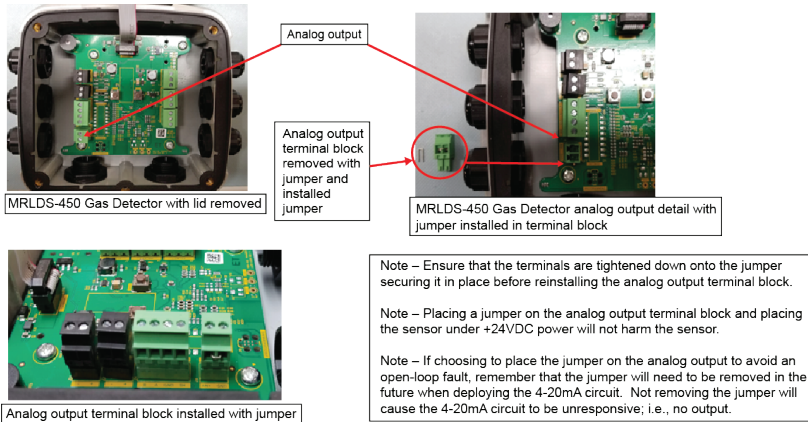 Analog output
Analog output
terminal block
removed with
jumper and
installed
jumper
MRLDS-450 Gas Detector with lid removed
MRLDS-450 Gas Detector analog output detail with
jumper installed in terminal block
Analog output terminal block installed with jumper
Note – Ensure that the terminals are tightened down onto the jumper
securing it in place before reinstalling the analog output terminal block.
Note – Placing a jumper on the analog output terminal block and placing
the sensor under +24VDC power will not harm the sensor.
Note – If choosing to place the jumper on the analog output to avoid an
open-loop fault, remember that the jumper will need to be removed in the
future when deploying the 4-20mA circuit. Not removing the jumper will
cause the 4-20mA circuit to be unresponsive; i.e., no output.